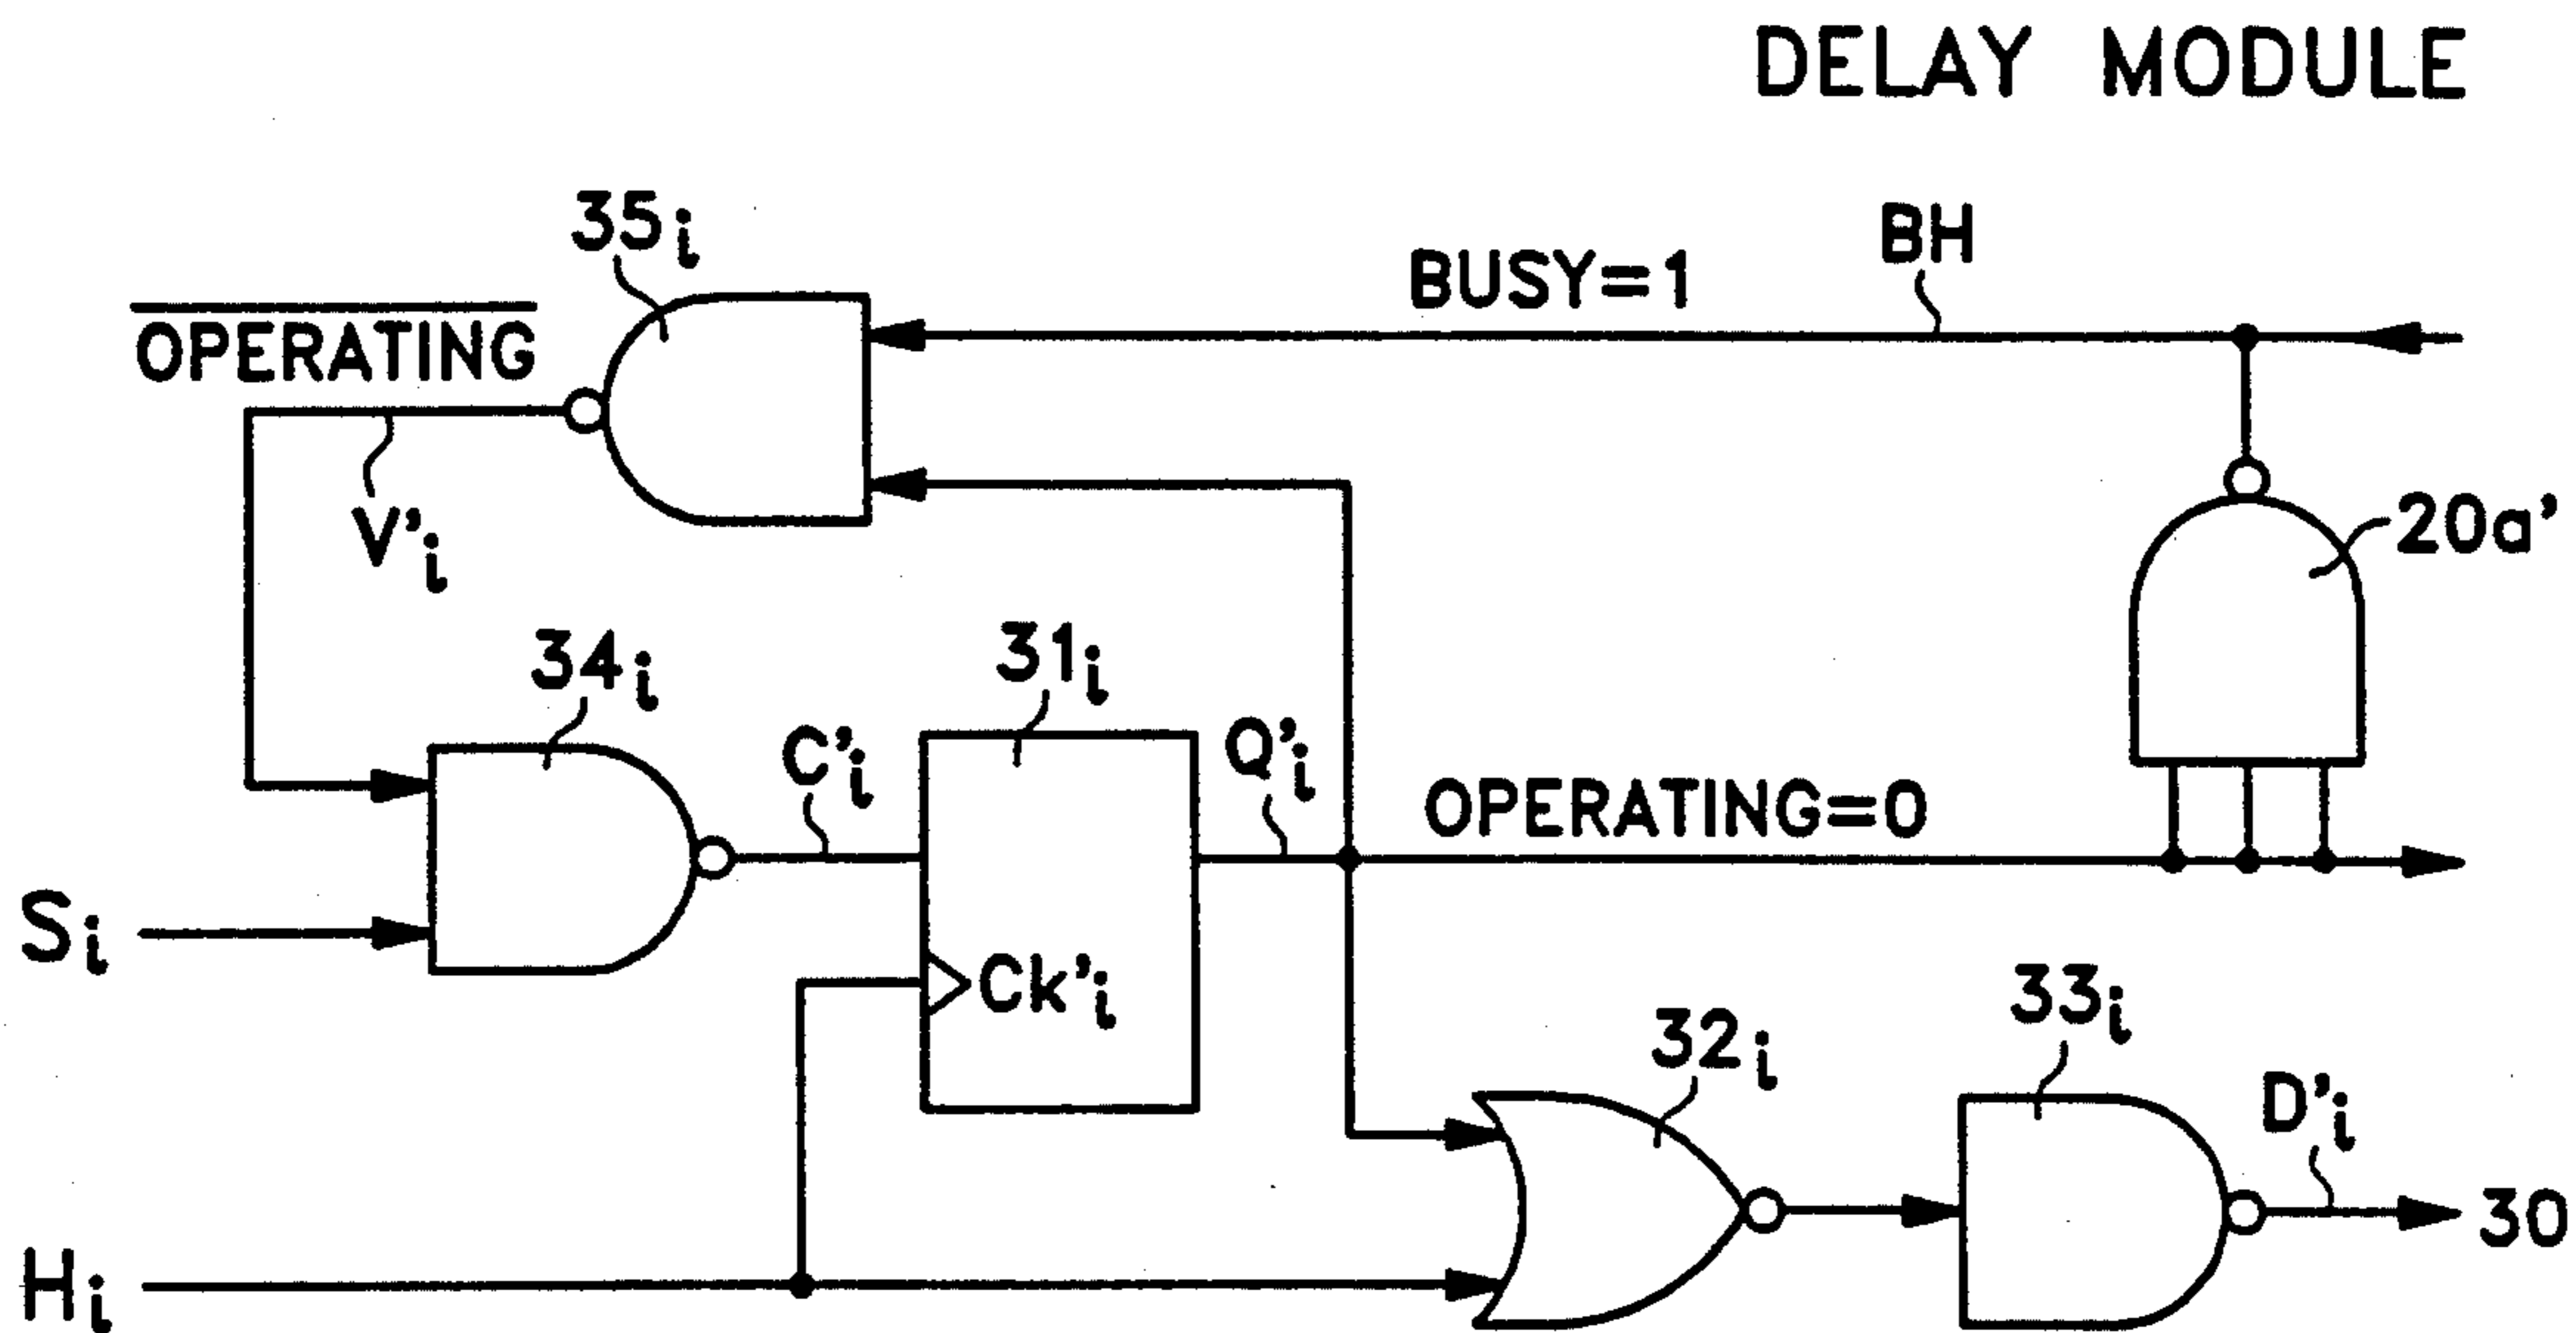 DELAY MODULE
35i
BH
BUSY=1
OPERATING
V'i
20a'
34i
31i
C'i
Q'i
OPERATING=0
Si
Ck'i
32i
33i
D'i
30
Hi